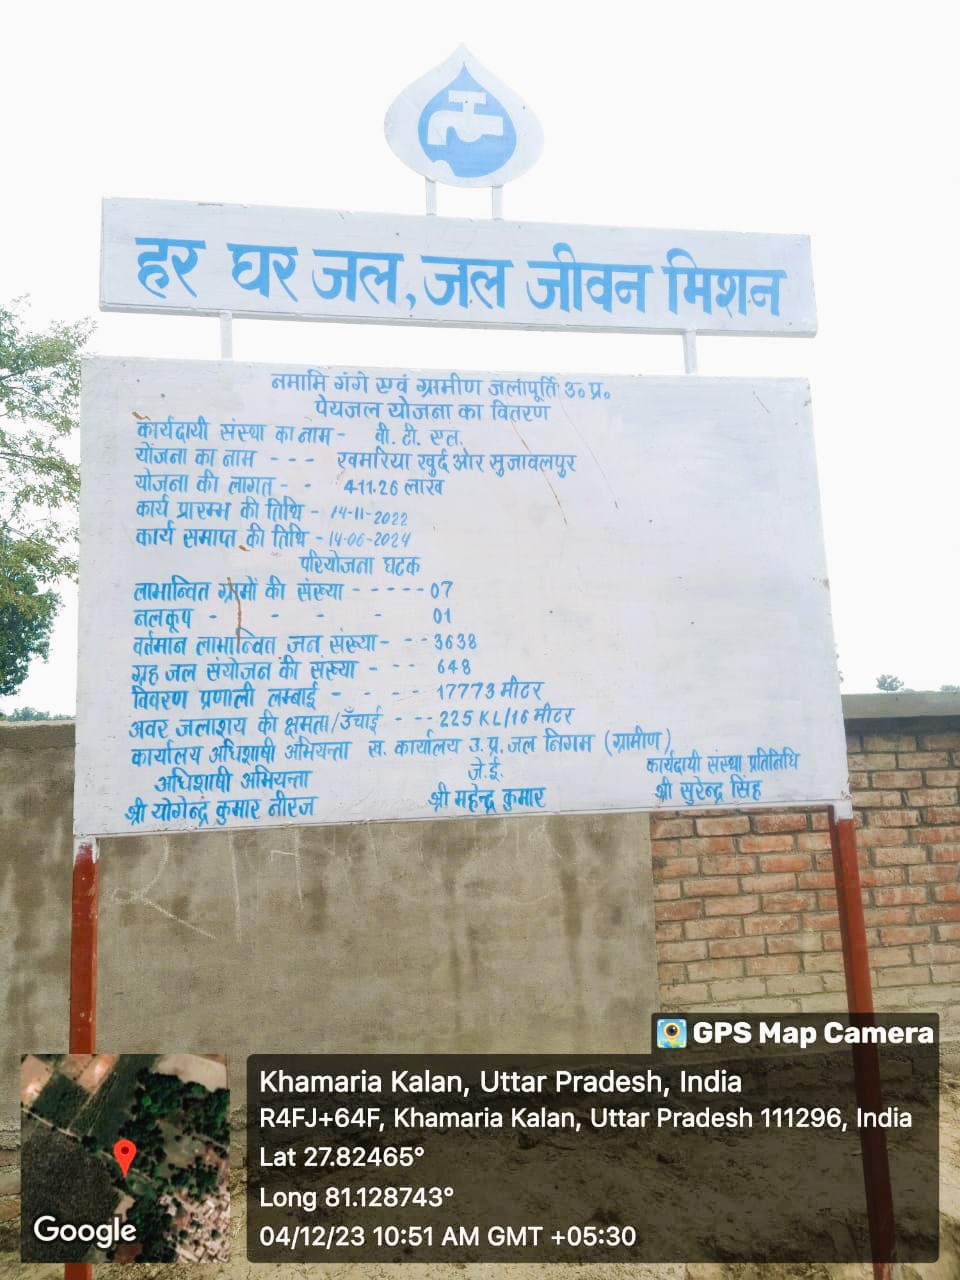 हर घर जल, जल जीवन मिशन
नमामि गंगे एवं ग्रामीण जलापूर्ति उ० प्र०
पेयजल योजना का वितरण
कार्यदायी संस्था का नाम - वी. टी. एल.
योजना का नाम - - - खमरिया खुर्द ओर सुजावलपुर
योजना की लागत - - 411.26 लाख
कार्य प्रारम्भ की तिथि - 14-11-2022
कार्य समाप्त की तिथि - 14-06-2024
परियोजना घटक
लाभान्वित ग्रामों की संख्या - - - - - 07
नलकूप - - - - - 01
वर्तमान लाभान्वित जन संख्या - - - 3638
ग्रह जल संयोजन की संख्या - - - 648
विवरण प्रणाली लम्बाई - - - - 17773 मीटर
अवर जलाशय की क्षमता/ऊँचाई - - - 225 KL/16 मीटर
कार्यालय अधिशाषी अभियन्ता ख. कार्यालय उ. प्र. जल निगम (ग्रामीण)
अधिशाषी अभियन्ता जे. ई. कार्यदायी संस्था प्रतिनिधि
श्री योगेन्द्र कुमार नीरज श्री महेन्द्र कुमार श्री सुरेन्द्र सिंह
GPS Map Camera
Khamaria Kalan, Uttar Pradesh, India
R4FJ+64F, Khamaria Kalan, Uttar Pradesh 111296, India
Lat 27.82465°
Long 81.128743°
04/12/23 10:51 AM GMT +05:30
Google